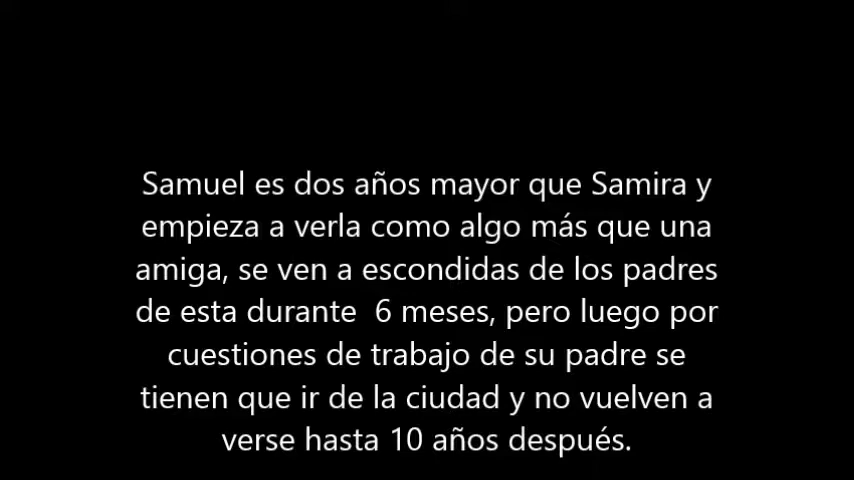 Samuel es dos años mayor que Samira y
empieza a verla como algo más que una
amiga, se ven a escondidas de los padres
de esta durante  6 meses, pero luego por
cuestiones de trabajo de su padre se
tienen que ir de la ciudad y no vuelven a
verse hasta 10 años después.